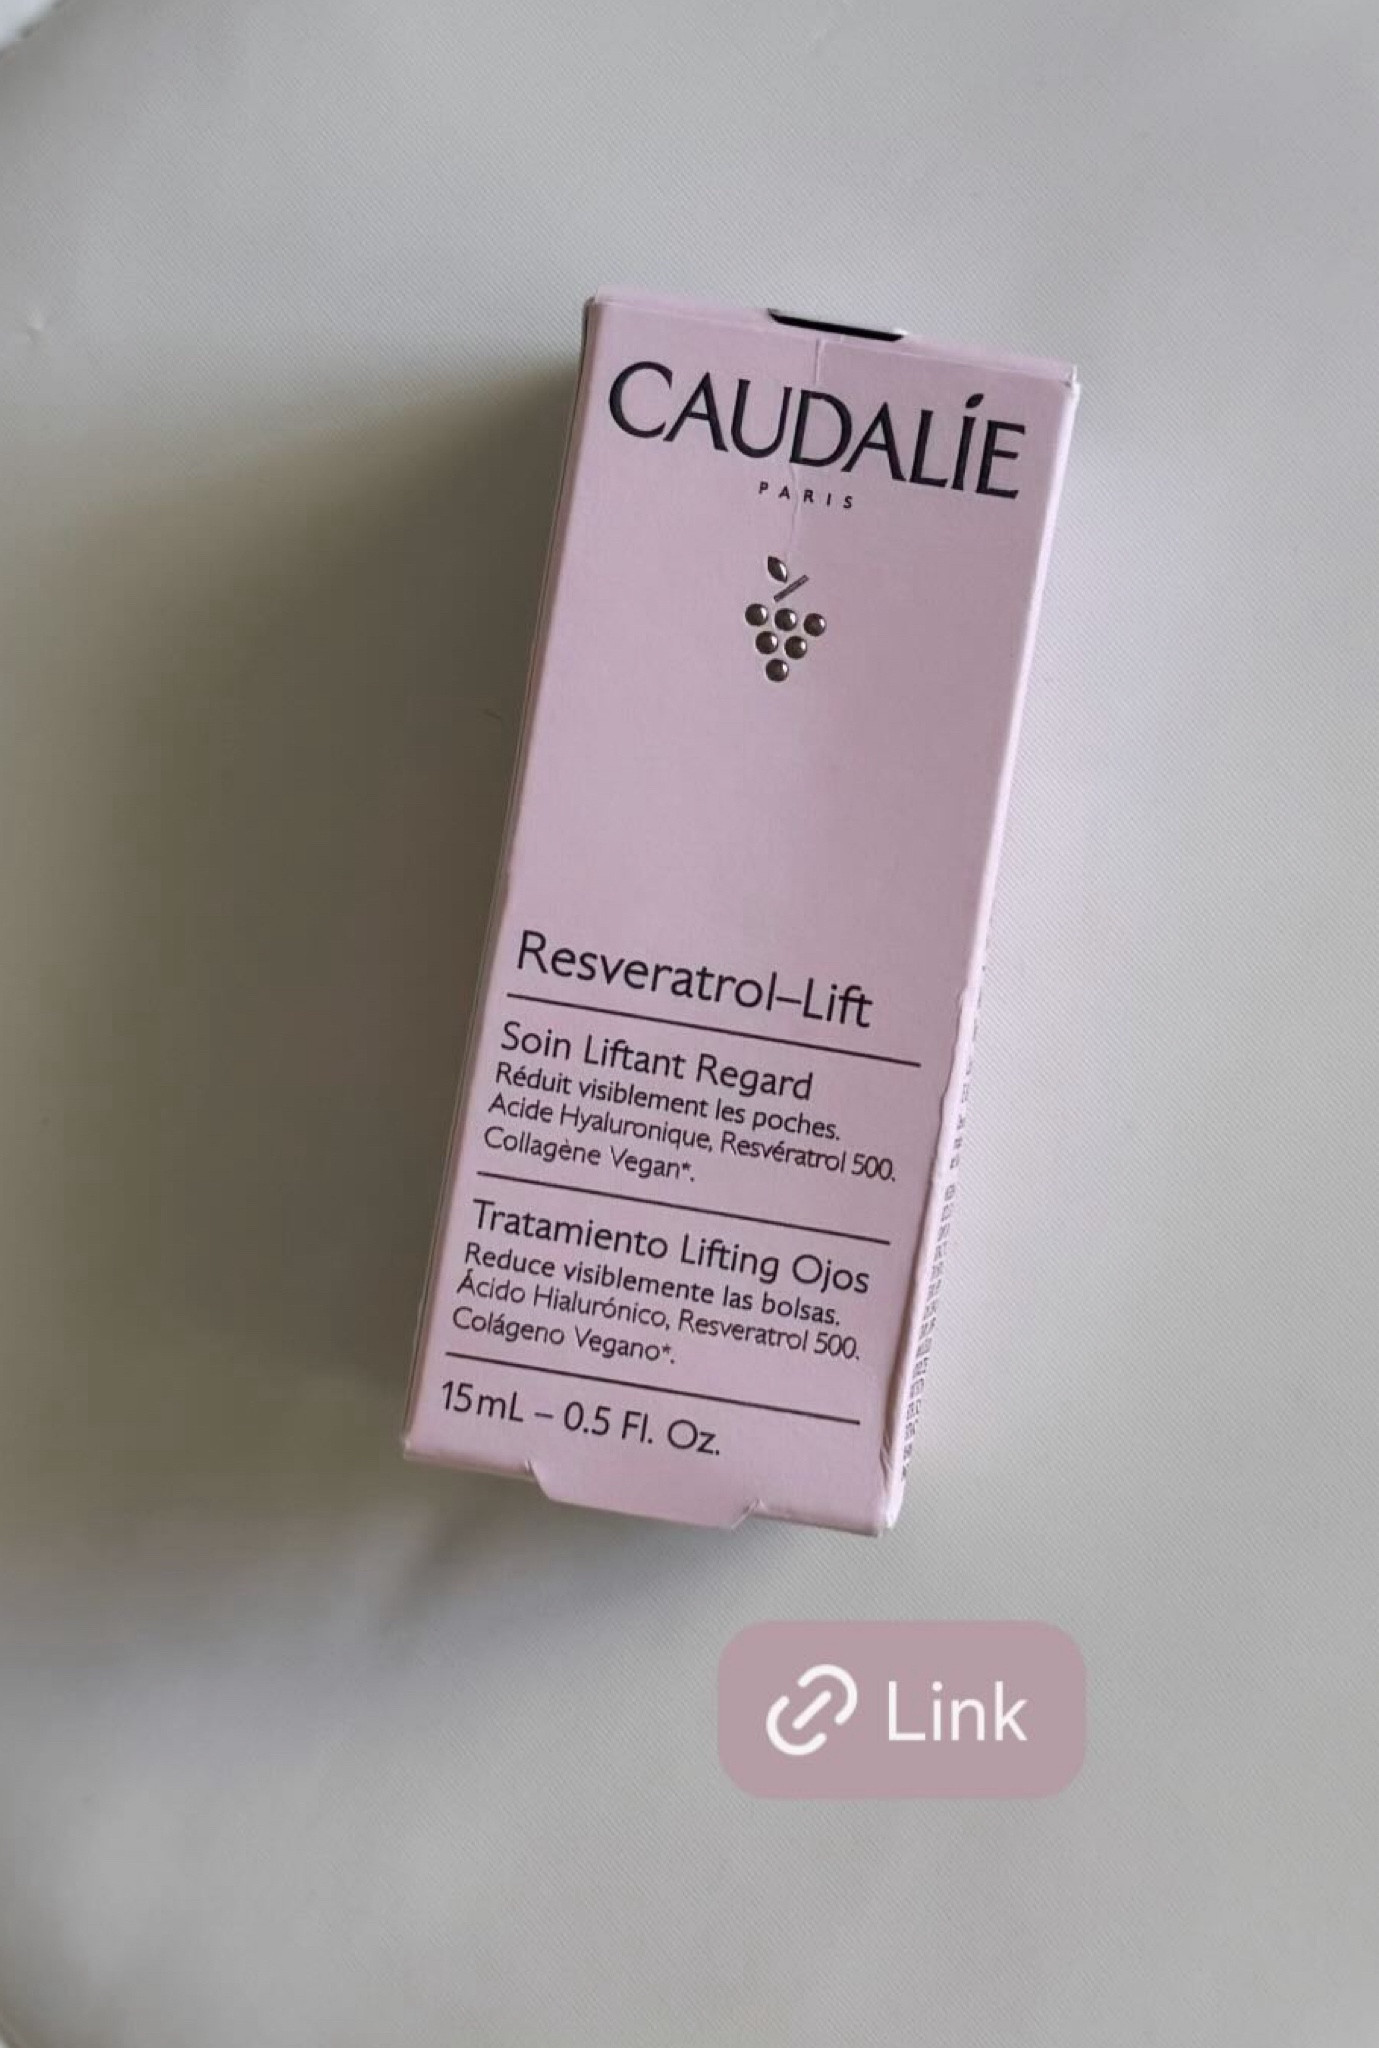 CAUDALÍE
PARIS
Resveratrol–Lift
Soin Liftant Regard
Réduit visiblement les poches.
Acide Hyaluronique, Resvératrol 500.
Collagène Vegan*.
Tratamiento Lifting Ojos
Reduce visiblemente las bolsas.
Ácido Hialurónico, Resveratrol 500.
Colágeno Vegano*.
15mL – 0.5 Fl. Oz.
Link